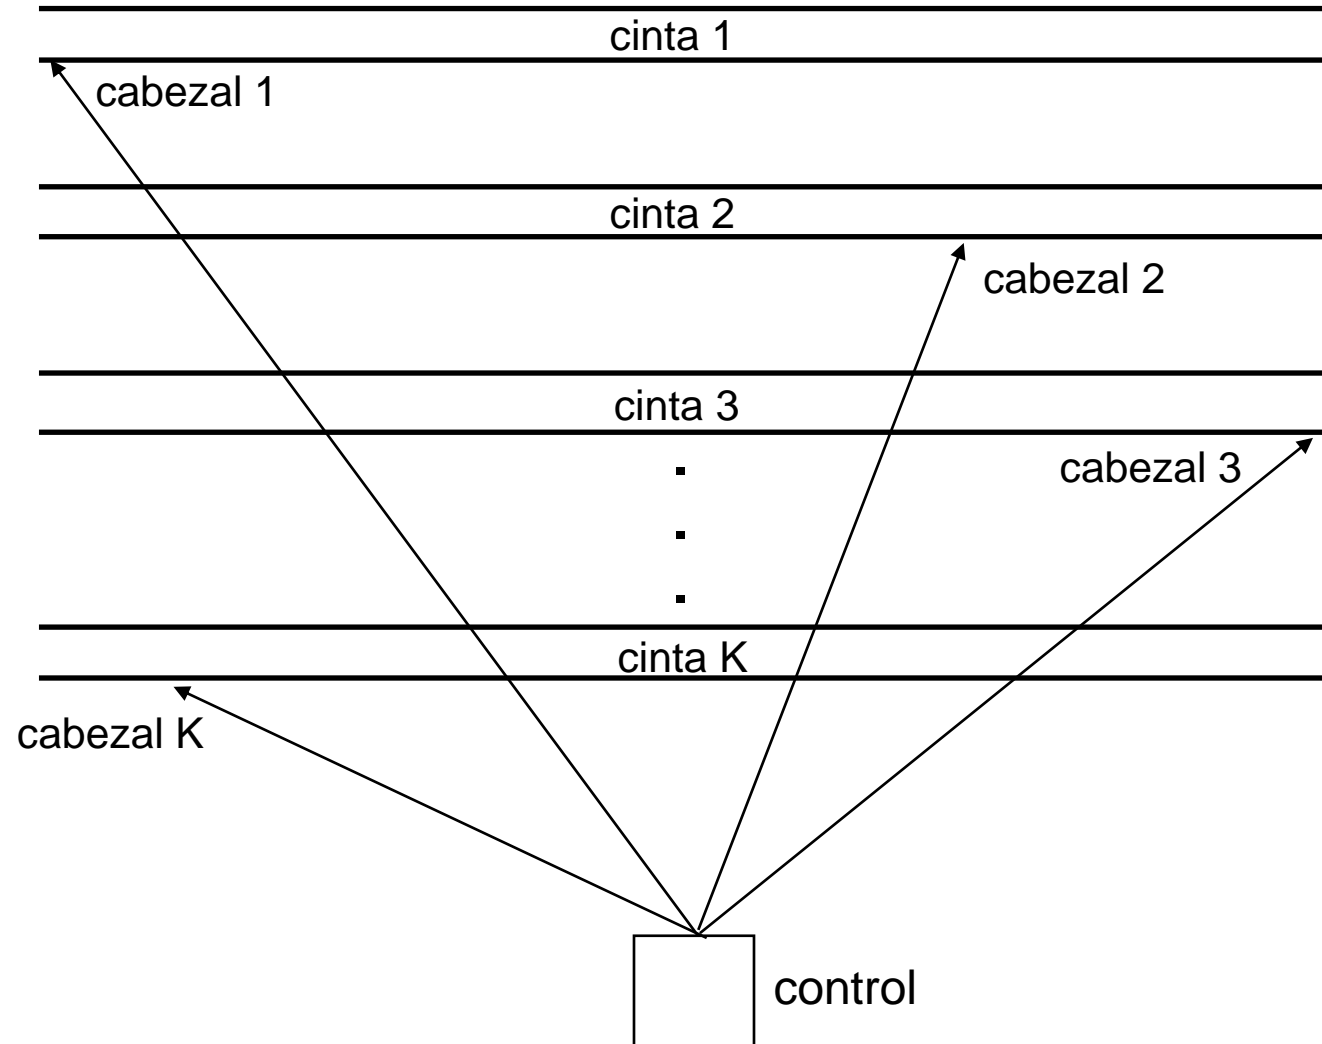 cinta 1
cabezal 1
cinta 2
cabezal 2
cinta 3
cabezal 3
cinta K
cabezal K
control